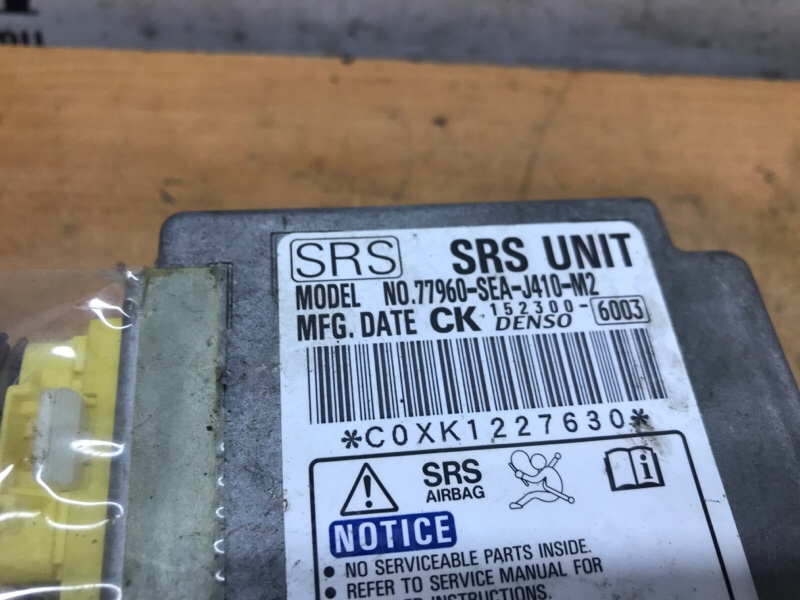 SRS SRS UNIT
MODEL NO.77960-SEA-J410-M2
MFG. DATE CK 152300- 6003
DENSO
*C0XK1227630*
SRS
AIRBAG
NOTICE
• NO SERVICEABLE PARTS INSIDE.
• REFER TO SERVICE MANUAL FOR
INSTRUCTIONS.